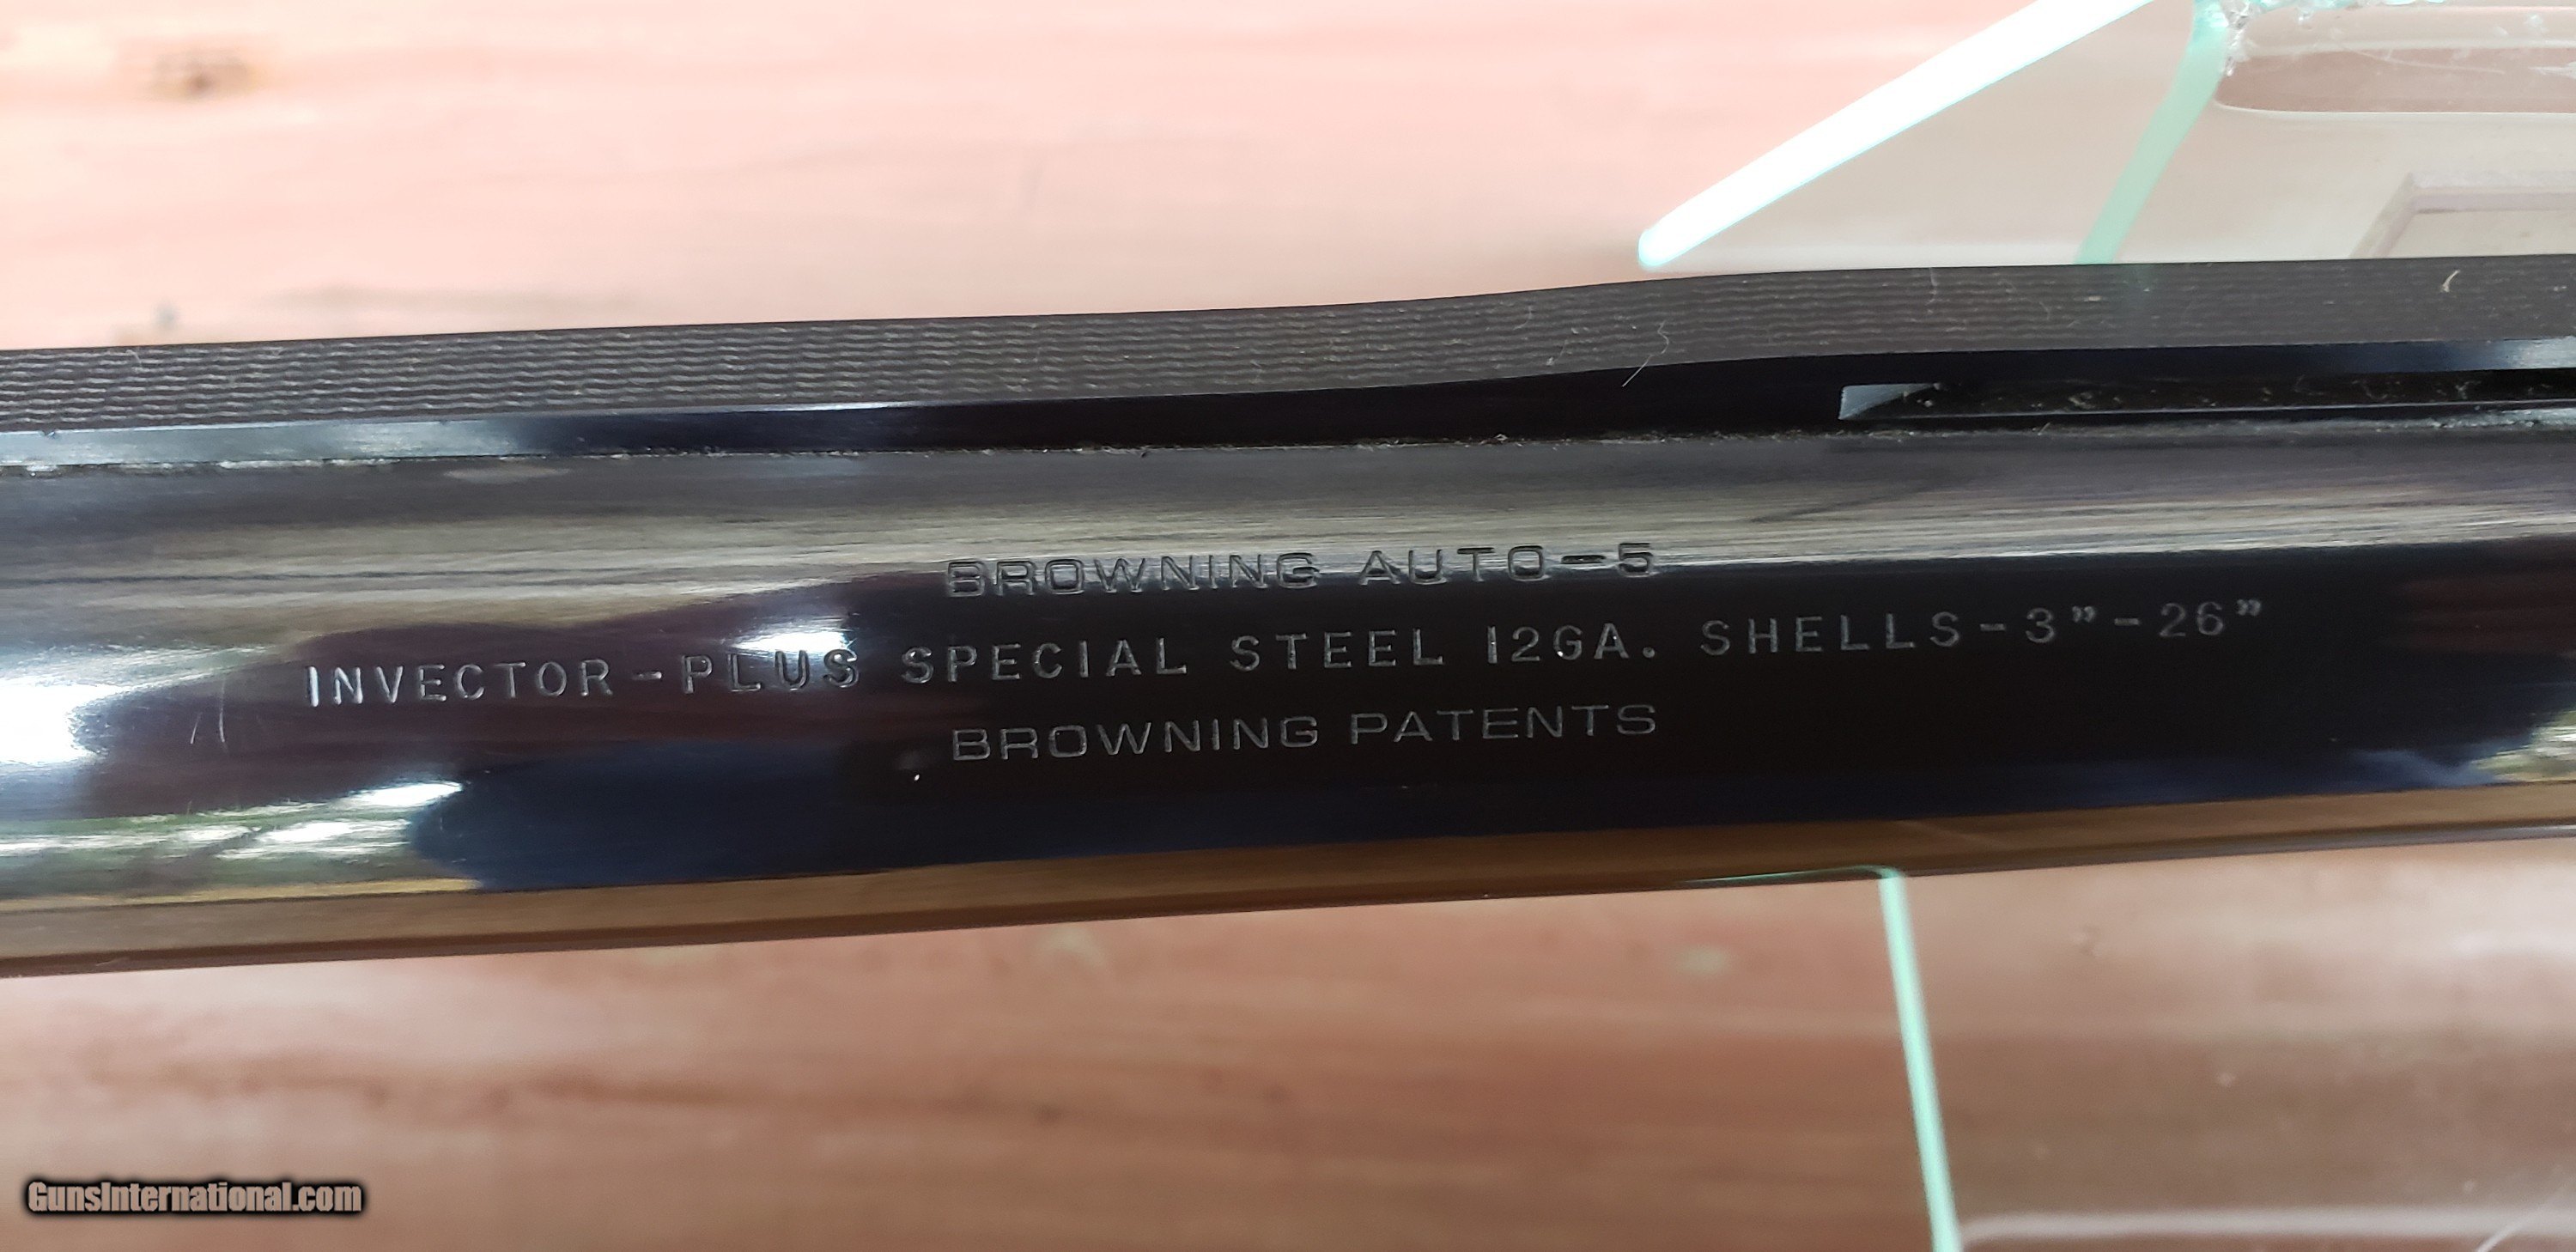 BROWNING AUTO-5
INVECTOR-PLUS SPECIAL STEEL 12GA. SHELLS-3"-26"
BROWNING PATENTS
GunsInternational.com